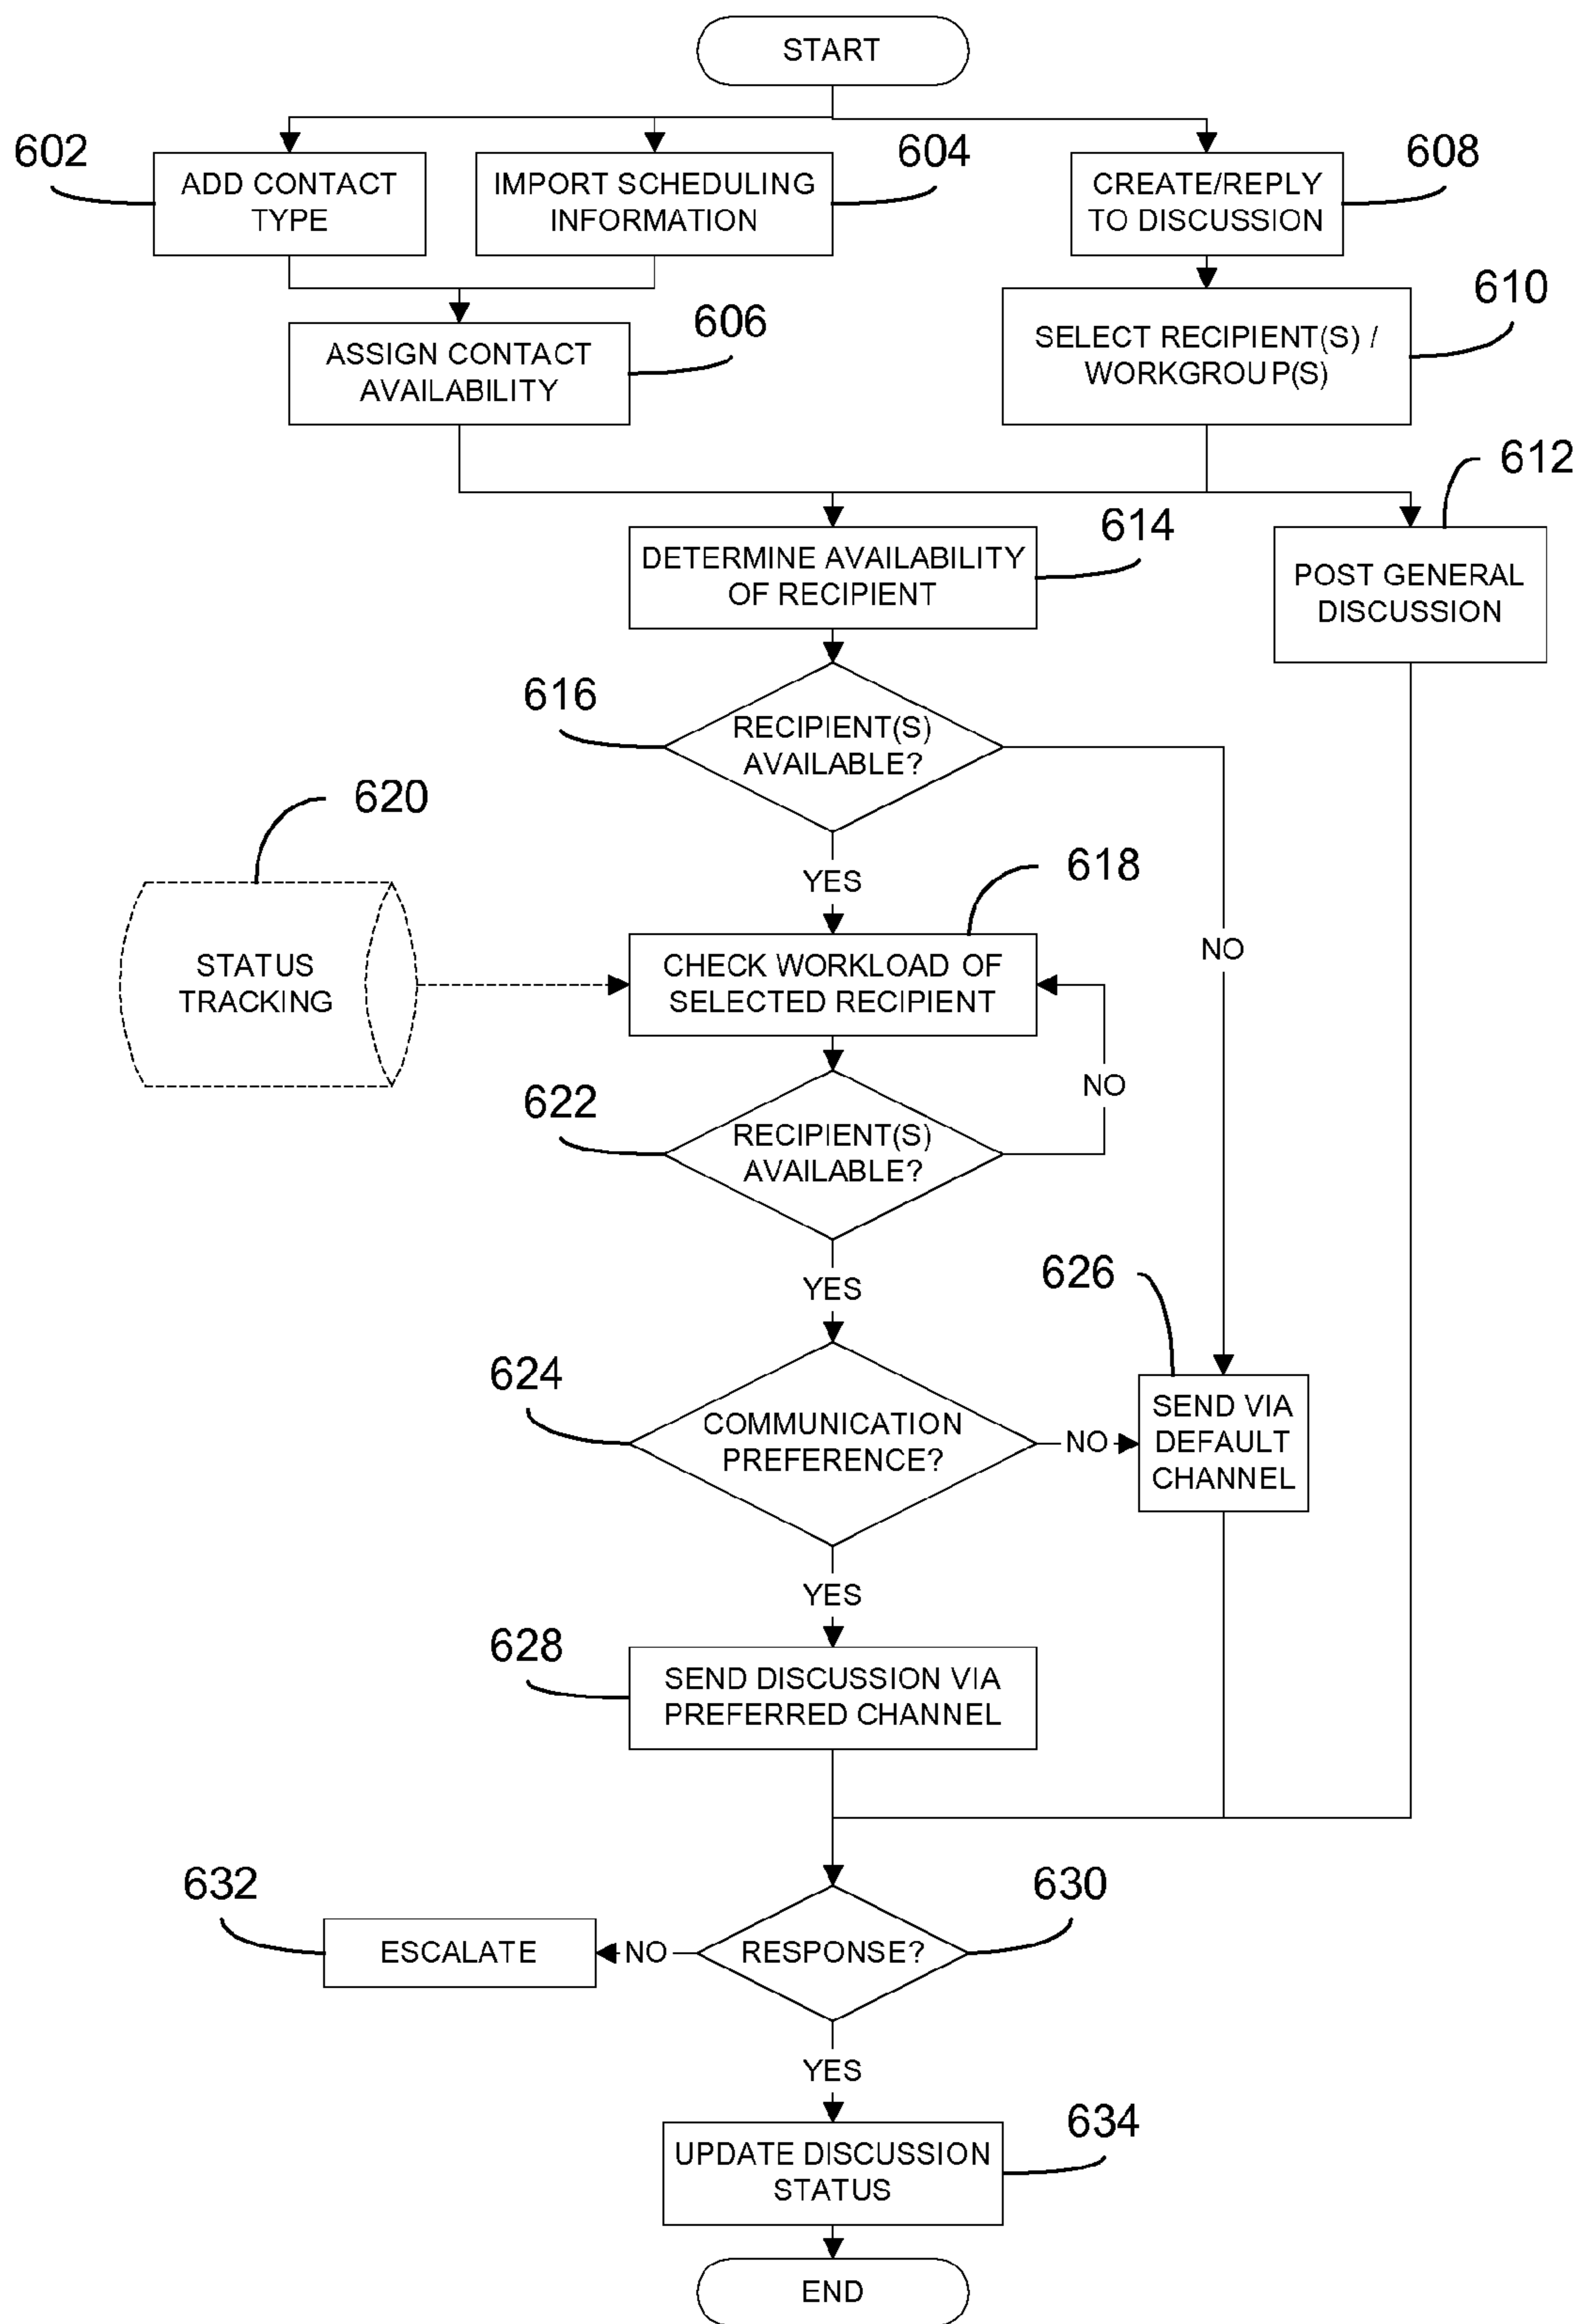 START
602
ADD CONTACT
TYPE
IMPORT SCHEDULING
INFORMATION
604
CREATE/REPLY
TO DISCUSSION
608
ASSIGN CONTACT
AVAILABILITY
606
SELECT RECIPIENT(S) /
WORKGROUP(S)
610
612
DETERMINE AVAILABILITY
OF RECIPIENT
614
POST GENERAL
DISCUSSION
616
RECIPIENT(S)
AVAILABLE?
620
YES
618
NO
STATUS
TRACKING
CHECK WORKLOAD OF
SELECTED RECIPIENT
NO
622
RECIPIENT(S)
AVAILABLE?
YES
626
624
COMMUNICATION
PREFERENCE?
NO
SEND VIA
DEFAULT
CHANNEL
YES
628
SEND DISCUSSION VIA
PREFERRED CHANNEL
632
630
ESCALATE
NO
RESPONSE?
YES
634
UPDATE DISCUSSION
STATUS
END